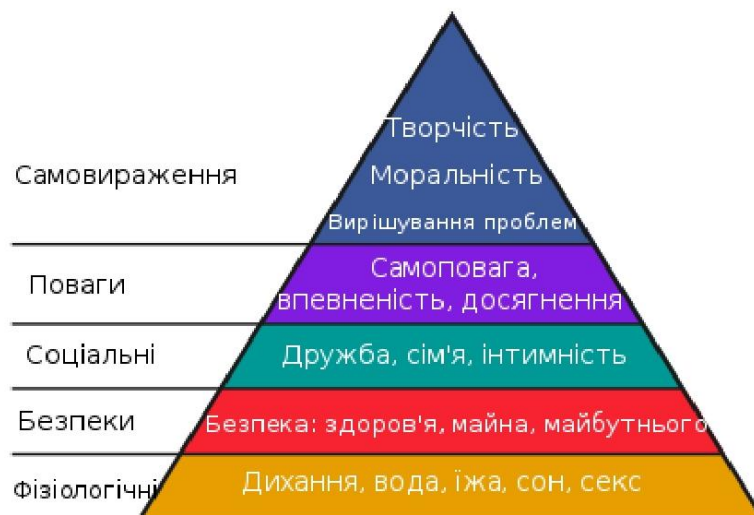 Творчість
Самовираження
Моральність
Вирішування проблем
Поваги
Самоповага,
впевненість, досягнення
Соціальні
Дружба, сім'я, інтимність
Безпеки
Безпека: здоров'я, майна, майбутнього
Фізіологічні
Дихання, вода, їжа, сон, секс